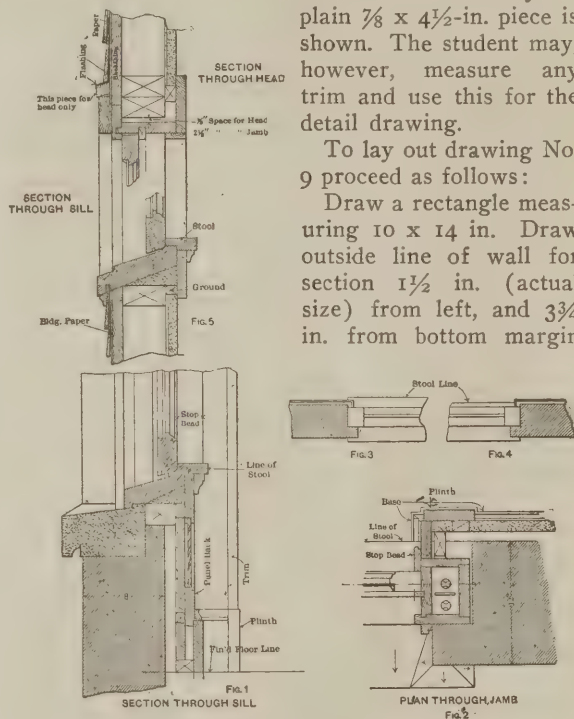 plain ⅞ x 4½-in. piece is
shown. The student may,
however, measure any
trim and use this for the
detail drawing.
To lay out drawing No.
9 proceed as follows:
Draw a rectangle meas-
uring 10 x 14 in. Draw
outside line of wall for
section 1½ in. (actual
size) from left, and 3¾
in. from bottom margin
Paper
Flashing
Sheathing
SECTION
THROUGH HEAD
This piece for
head only
Space for Head
" " Jamb
SECTION
THROUGH SILL
Stool
Ground
Bldg. Paper
FIG. 5
Stop
Bead
Line of
Stool
Panel Back
Trim
Plinth
Fin'd Floor Line
FIG. 1
SECTION THROUGH SILL
Stool Line
FIG. 3
FIG. 4
Plinth
Base
Line of
Stool
Stop Bead
PLAN THROUGH JAMB
FIG. 2